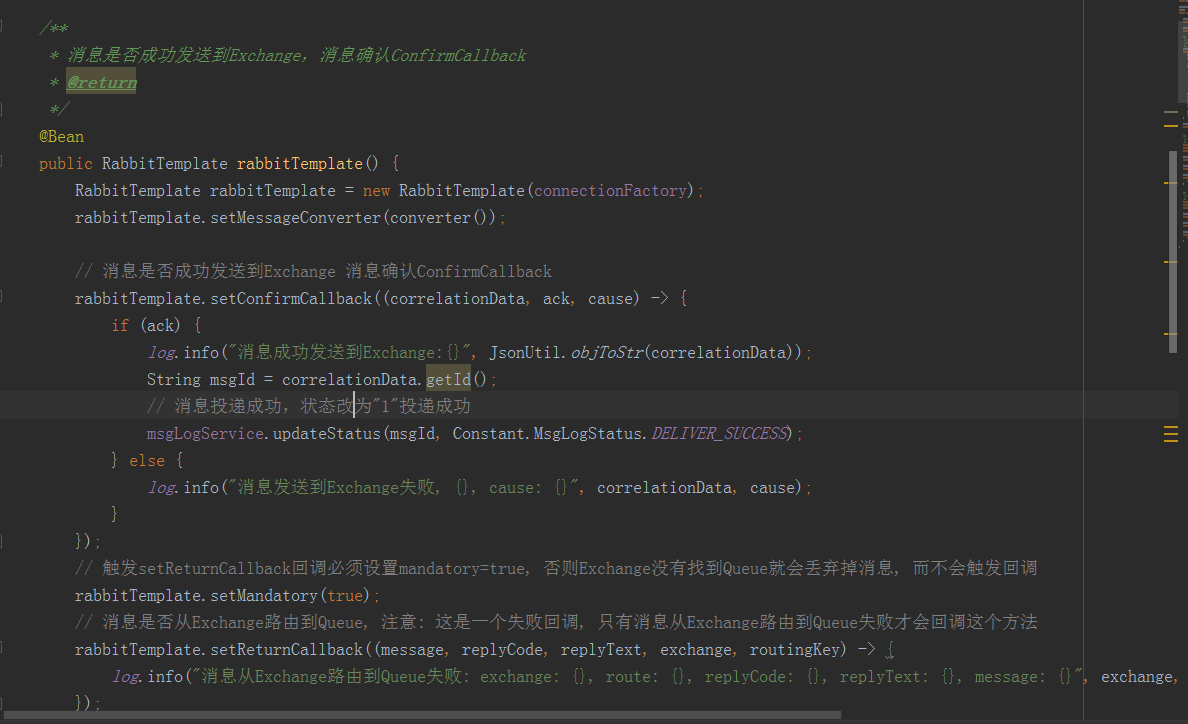 /**
* 消息是否成功发送到Exchange，消息确认ConfirmCallback
* @return
*/
@Bean
public RabbitTemplate rabbitTemplate() {
RabbitTemplate rabbitTemplate = new RabbitTemplate(connectionFactory);
rabbitTemplate.setMessageConverter(converter());
// 消息是否成功发送到Exchange 消息确认ConfirmCallback
rabbitTemplate.setConfirmCallback((correlationData, ack, cause) -> {
if (ack) {
log.info("消息成功发送到Exchange:{}", JsonUtil.objToStr(correlationData));
String msgId = correlationData.getId();
// 消息投递成功，状态改为"1"投递成功
msgLogService.updateStatus(msgId, Constant.MsgLogStatus.DELIVER_SUCCESS);
} else {
log.info("消息发送到Exchange失败, {}, cause: {}", correlationData, cause);
}
});
// 触发setReturnCallback回调必须设置mandatory=true, 否则Exchange没有找到Queue就会丢弃掉消息, 而不会触发回调
rabbitTemplate.setMandatory(true);
// 消息是否从Exchange路由到Queue, 注意: 这是一个失败回调, 只有消息从Exchange路由到Queue失败才会回调这个方法
rabbitTemplate.setReturnCallback((message, replyCode, replyText, exchange, routingKey) -> {
log.info("消息从Exchange路由到Queue失败: exchange: {}, route: {}, replyCode: {}, replyText: {}, message: {}", exchange,
});